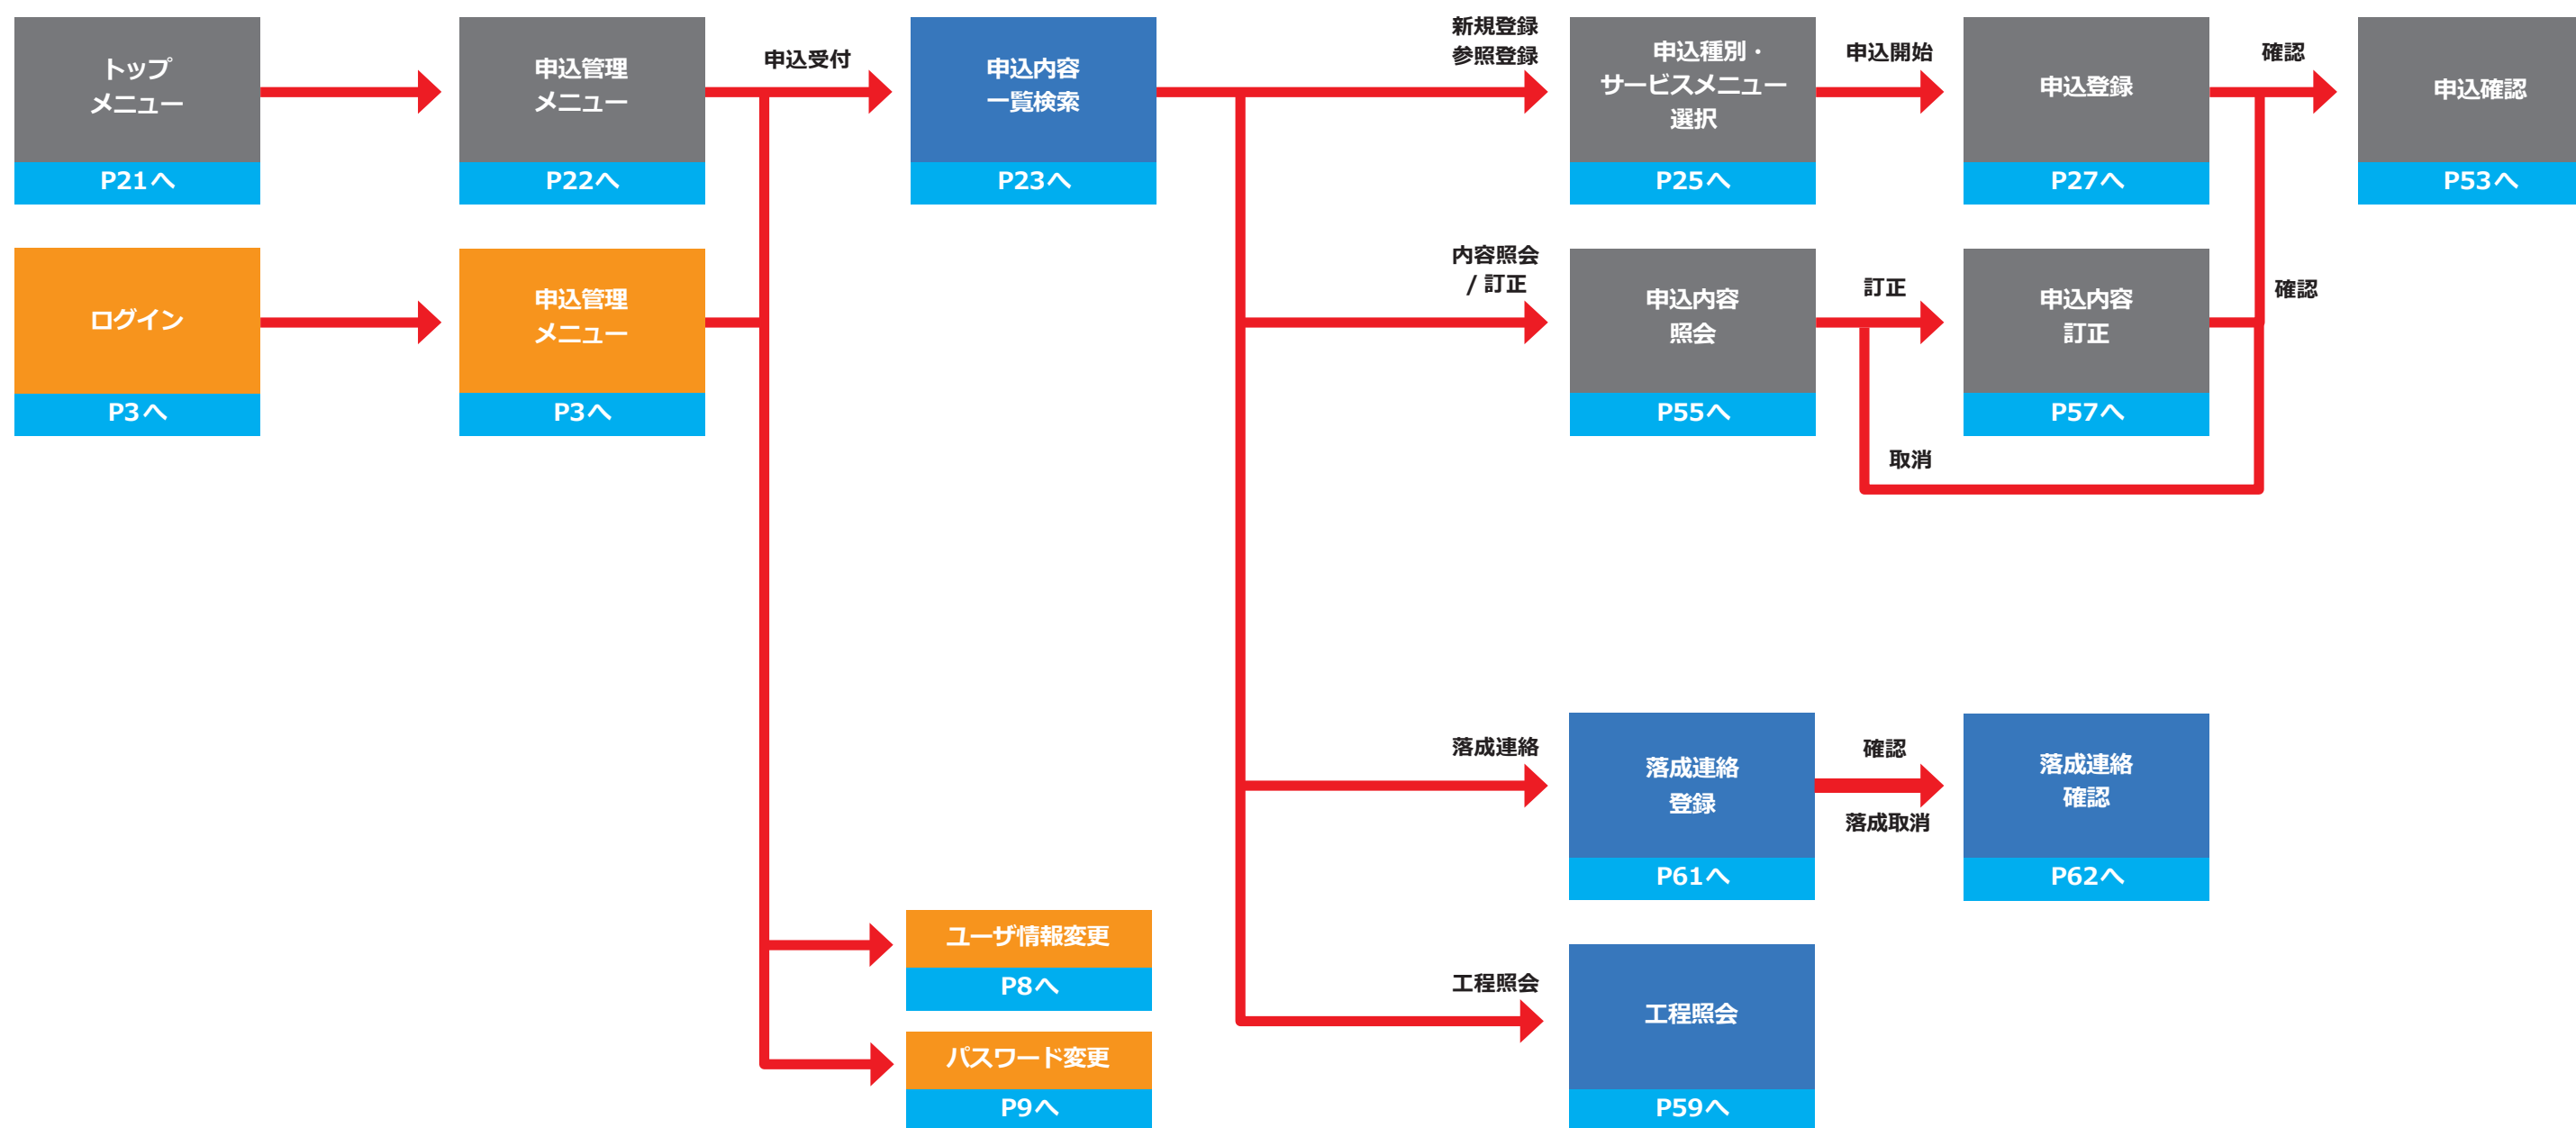 トップ
メニュー
P21へ
申込管理
メニュー
P22へ
申込受付
申込内容
一覧検索
P23へ
新規登録
参照登録
申込種別・
サービスメニュー
選択
P25へ
申込開始
申込登録
P27へ
確認
申込確認
P53へ
ログイン
P3へ
申込管理
メニュー
P3へ
内容照会
/ 訂正
申込内容
照会
P55へ
訂正
申込内容
訂正
P57へ
確認
取消
落成連絡
落成連絡
登録
P61へ
確認
落成取消
落成連絡
確認
P62へ
ユーザ情報変更
P8へ
工程照会
工程照会
P59へ
パスワード変更
P9へ